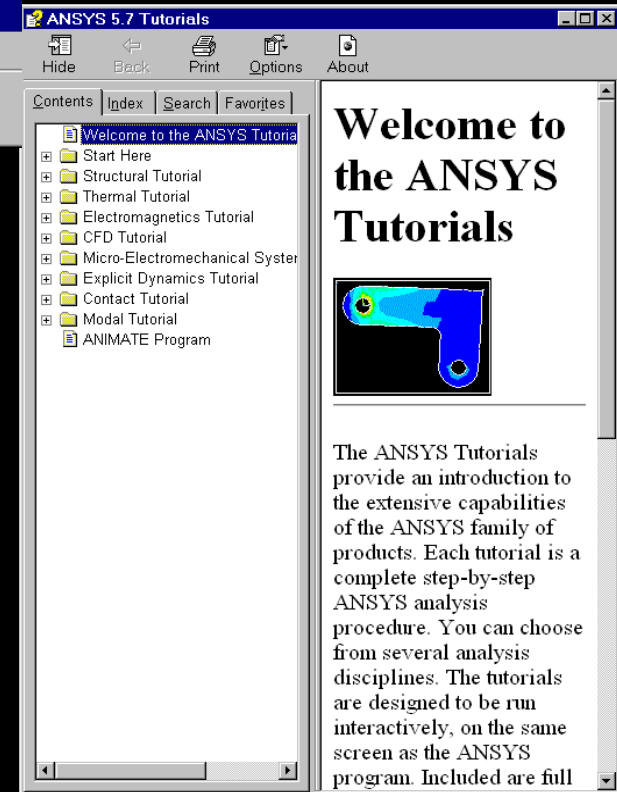 ANSYS 5.7 Tutorials
Hide Back Print Options About
Contents Index Search Favorites
Welcome to the ANSYS Tutoria
Start Here
Structural Tutorial
Thermal Tutorial
Electromagnetics Tutorial
CFD Tutorial
Micro-Electromechanical System
Explicit Dynamics Tutorial
Contact Tutorial
Modal Tutorial
ANIMATE Program
Welcome to
the ANSYS
Tutorials
The ANSYS Tutorials
provide an introduction to
the extensive capabilities
of the ANSYS family of
products. Each tutorial is a
complete step-by-step
ANSYS analysis
procedure. You can choose
from several analysis
disciplines. The tutorials
are designed to be run
interactively, on the same
screen as the ANSYS
program. Included are full